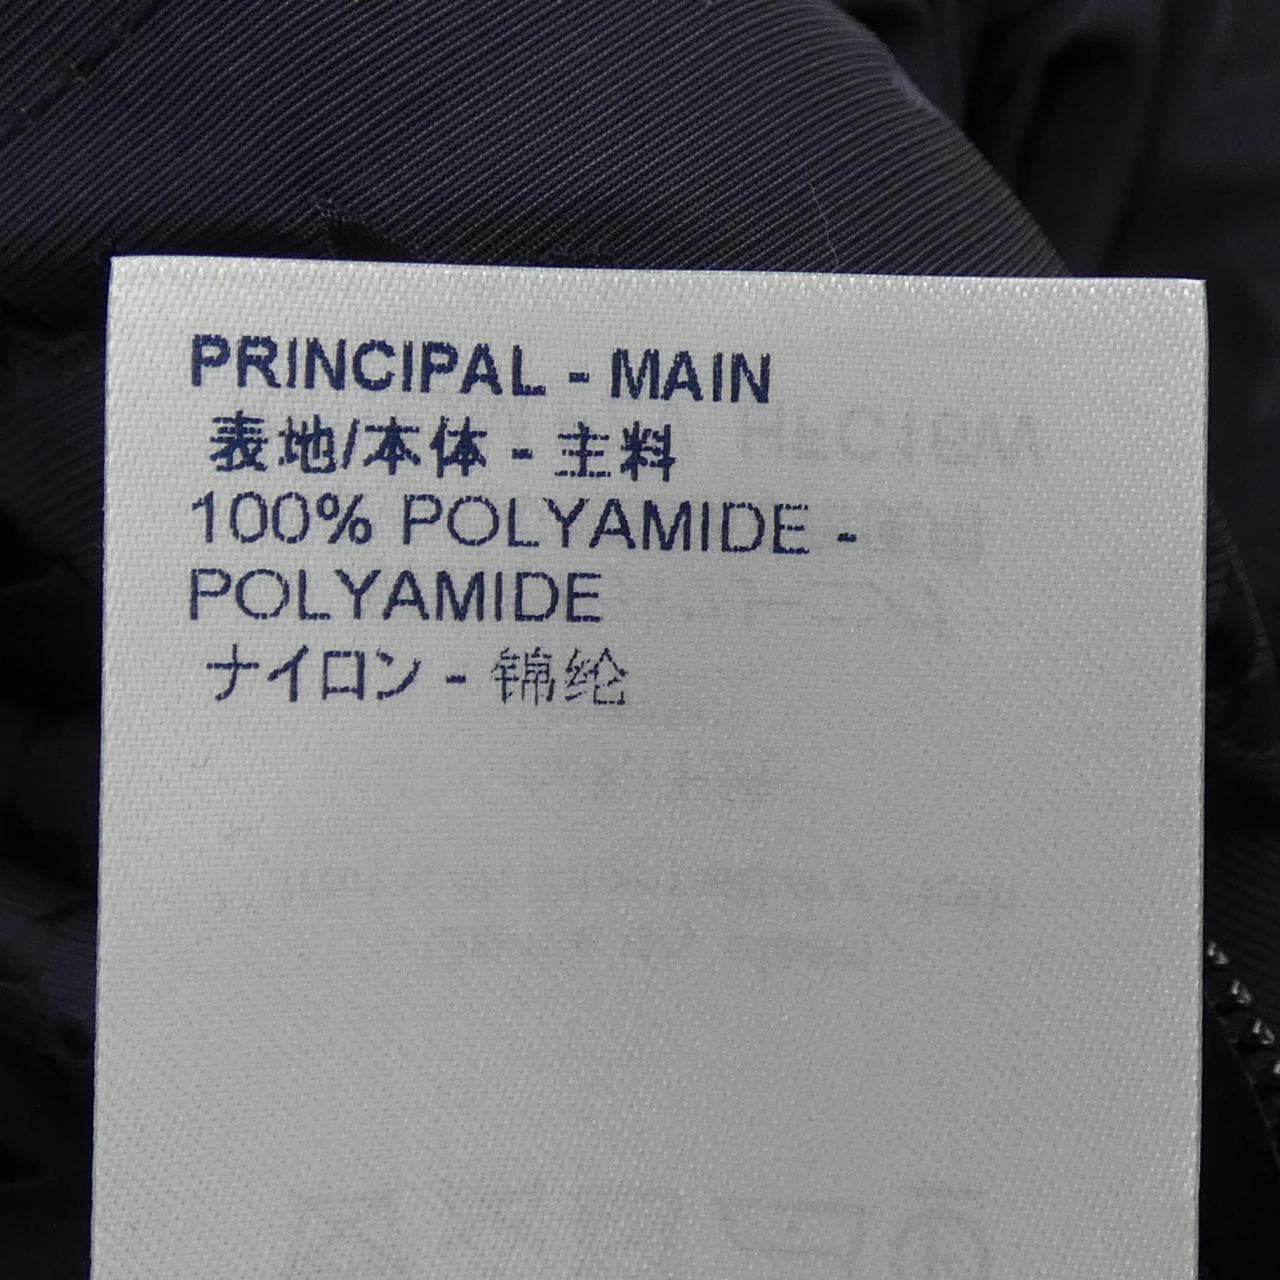 PRINCIPAL - MAIN
表地/本体 - 主料
100% POLYAMIDE -
POLYAMIDE
ナイロン - 锦纶